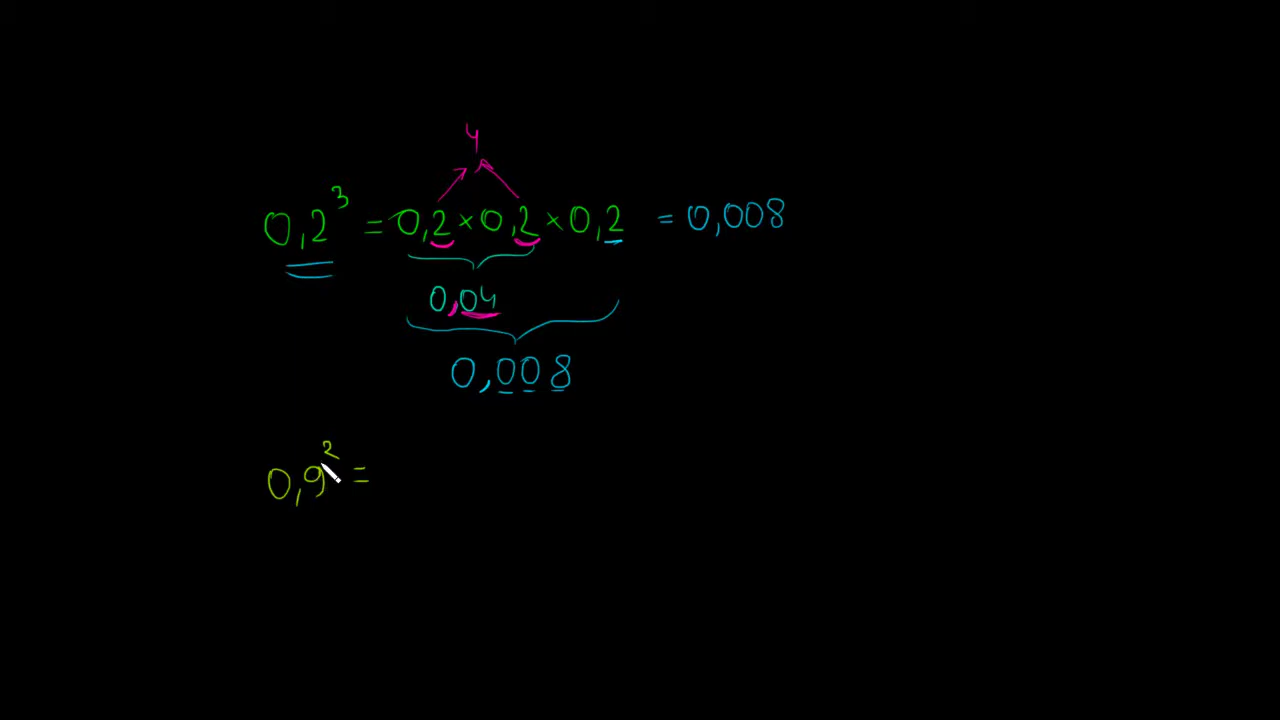 4
0,2³ = 0,2 × 0,2 × 0,2 = 0,008
0,04
0,008
0,9² =